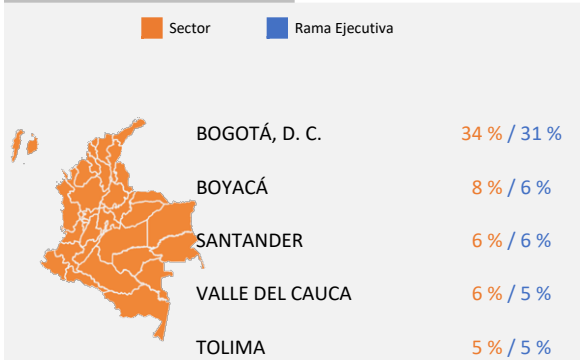 Sector Rama Ejecutiva
BOGOTÁ, D. C. 34 % / 31 %
BOYACÁ 8 % / 6 %
SANTANDER 6 % / 6 %
VALLE DEL CAUCA 6 % / 5 %
TOLIMA 5 % / 5 %